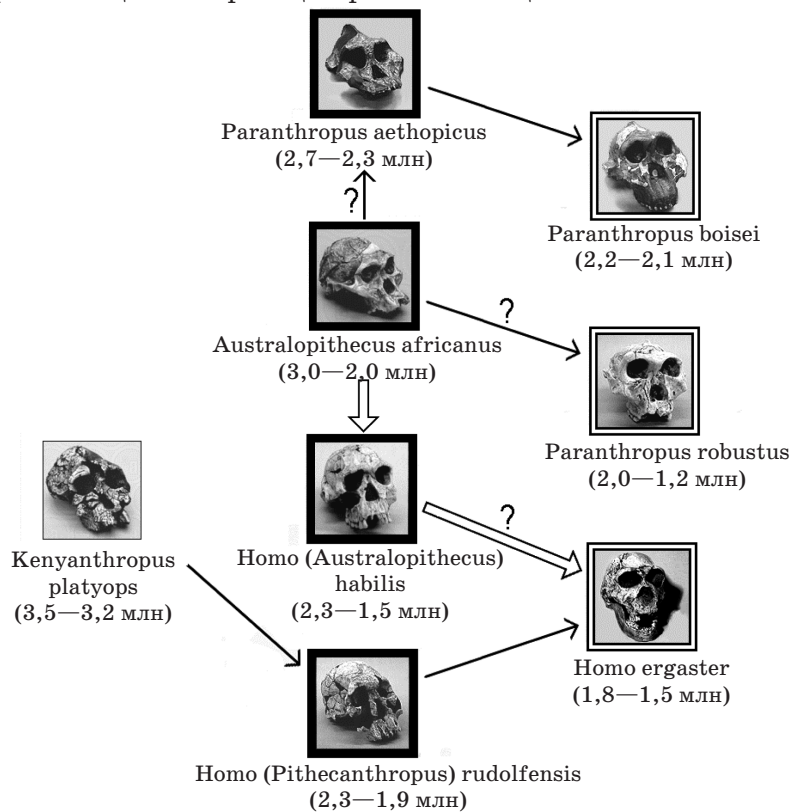 Paranthropus aethopicus
(2,7—2,3 млн)
?
Paranthropus boisei
(2,2—2,1 млн)
Australopithecus africanus
(3,0—2,0 млн)
?
Paranthropus robustus
(2,0—1,2 млн)
Kenyanthropus
platyops
(3,5—3,2 млн)
Homo (Australopithecus)
habilis
(2,3—1,5 млн)
?
Homo ergaster
(1,8—1,5 млн)
Homo (Pithecanthropus) rudolfensis
(2,3—1,9 млн)